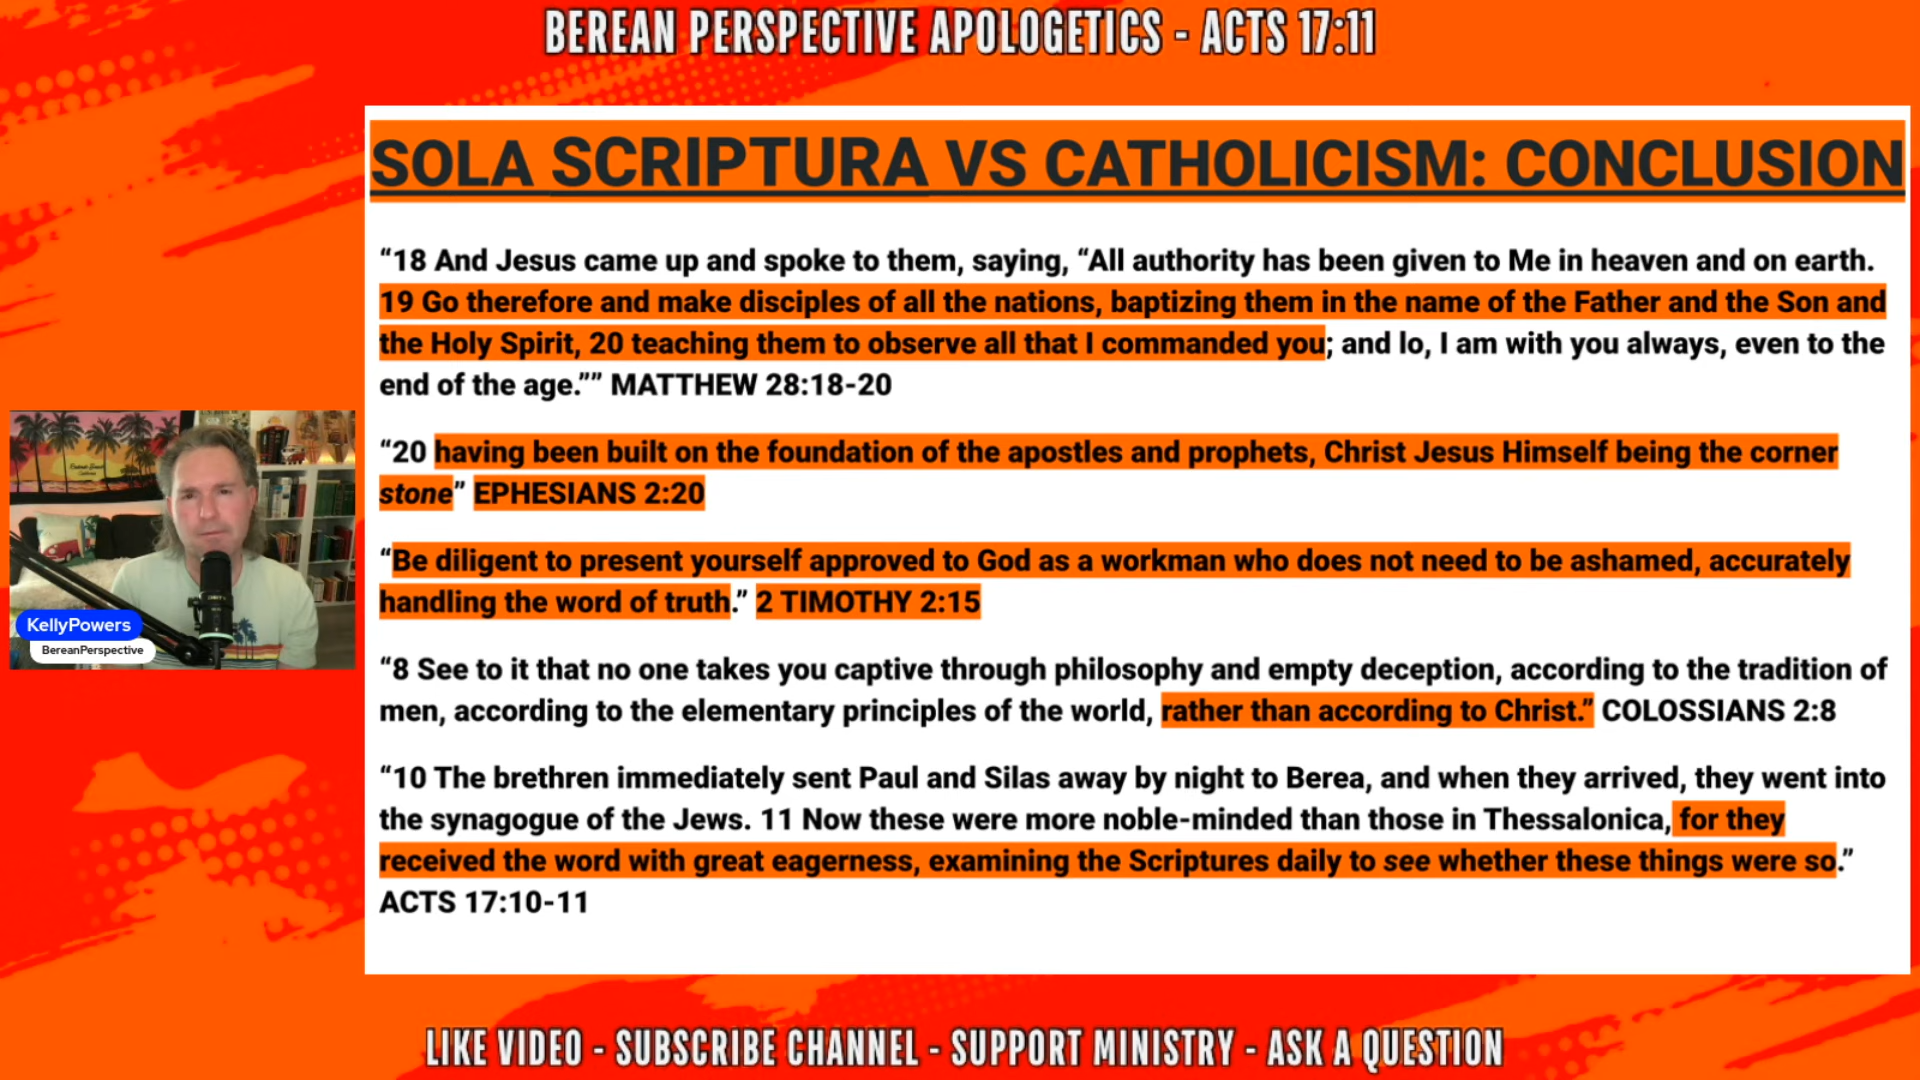 BEREAN PERSPECTIVE APOLOGETICS - ACTS 17:11
SOLA SCRIPTURA VS CATHOLICISM: CONCLUSION
“18 And Jesus came up and spoke to them, saying, “All authority has been given to Me in heaven and on earth.
19 Go therefore and make disciples of all the nations, baptizing them in the name of the Father and the Son and
the Holy Spirit, 20 teaching them to observe all that I commanded you; and lo, I am with you always, even to the
end of the age.”” MATTHEW 28:18-20
“20 having been built on the foundation of the apostles and prophets, Christ Jesus Himself being the corner
stone” EPHESIANS 2:20
“Be diligent to present yourself approved to God as a workman who does not need to be ashamed, accurately
handling the word of truth.” 2 TIMOTHY 2:15
“8 See to it that no one takes you captive through philosophy and empty deception, according to the tradition of
men, according to the elementary principles of the world, rather than according to Christ.” COLOSSIANS 2:8
“10 The brethren immediately sent Paul and Silas away by night to Berea, and when they arrived, they went into
the synagogue of the Jews. 11 Now these were more noble-minded than those in Thessalonica, for they
received the word with great eagerness, examining the Scriptures daily to see whether these things were so.”
ACTS 17:10-11
KellyPowers
BereanPerspective
LIKE VIDEO - SUBSCRIBE CHANNEL - SUPPORT MINISTRY - ASK A QUESTION